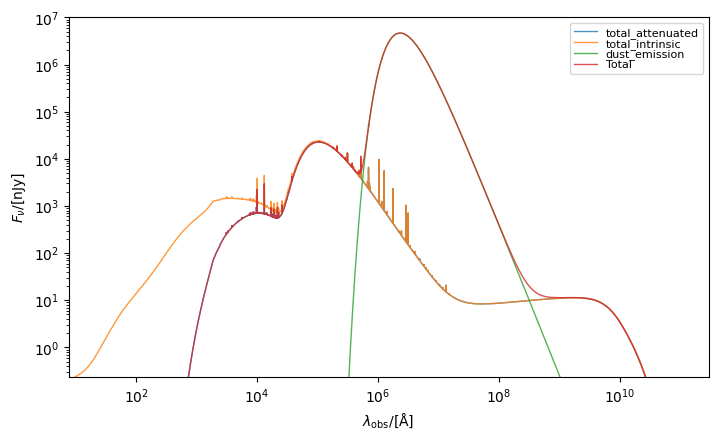 10⁷
10⁶
10⁵
10⁴
10³
10²
10¹
10⁰
F_ν/[nJy]
total_attenuated
total_intrinsic
dust_emission
Total
10² 10⁴ 10⁶ 10⁸ 10¹⁰
λ_obs/[Å]